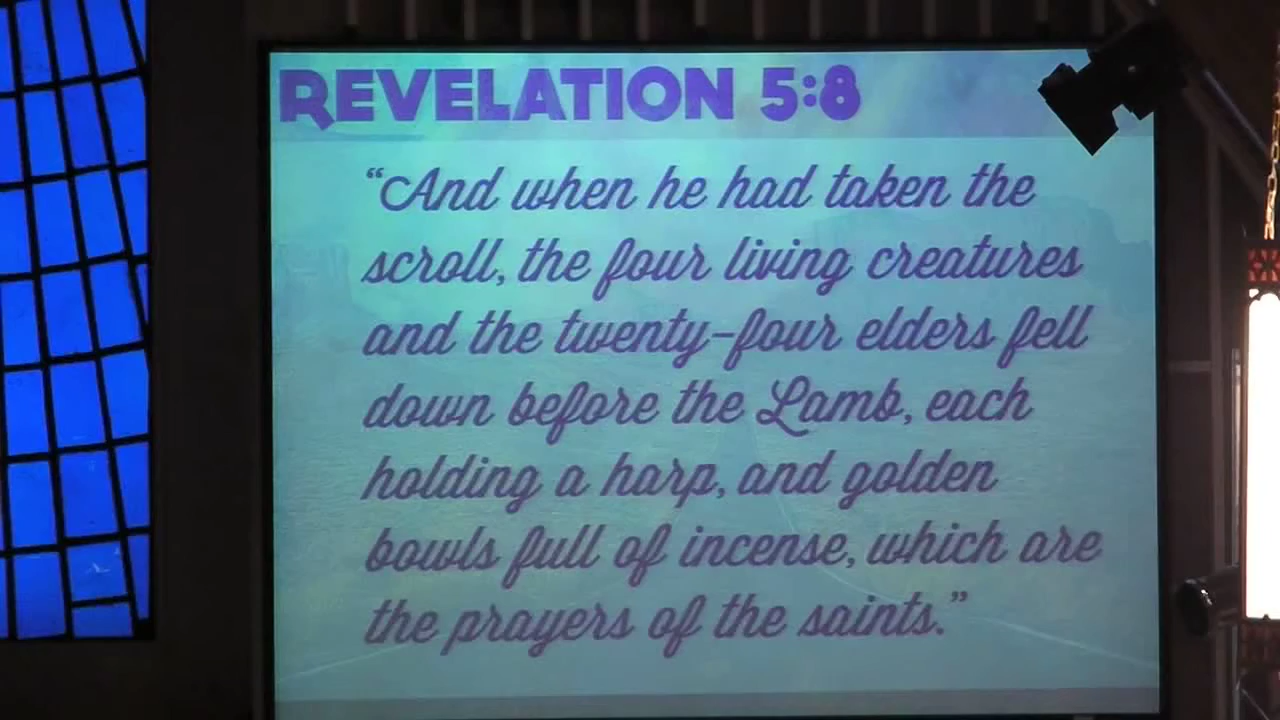 REVELATION 5:8
“And when he had taken the
scroll, the four living creatures
and the twenty-four elders fell
down before the Lamb, each
holding a harp, and golden
bowls full of incense, which are
the prayers of the saints.”